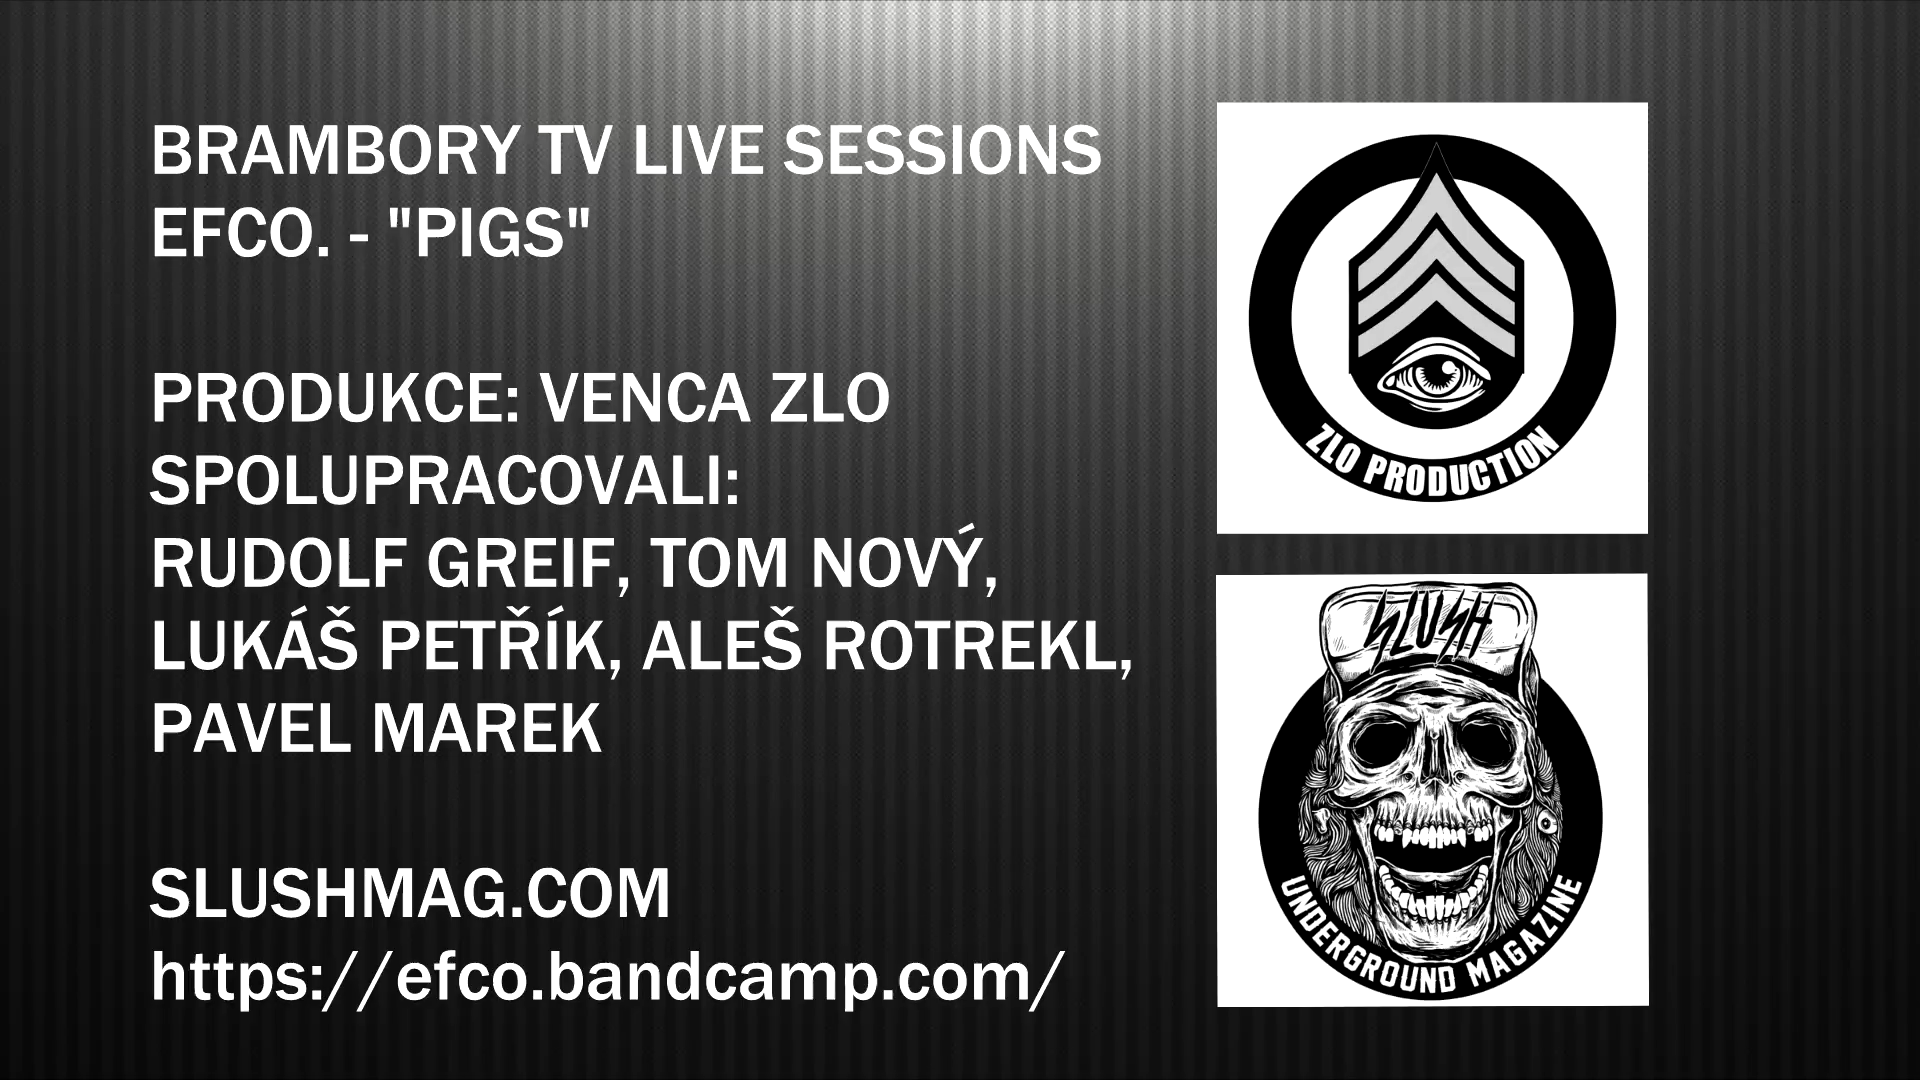 BRAMBORY TV LIVE SESSIONS
EFCO. - "PIGS"
PRODUKCE: VENCA ZLO
SPOLUPRACOVALI:
RUDOLF GREIF, TOM NOVÝ,
LUKÁŠ PETŘÍK, ALEŠ ROTREKL,
PAVEL MAREK
SLUSHMAG.COM
https://efco.bandcamp.com/
ZLO PRODUCTION
SLUSH
UNDERGROUND MAGAZINE